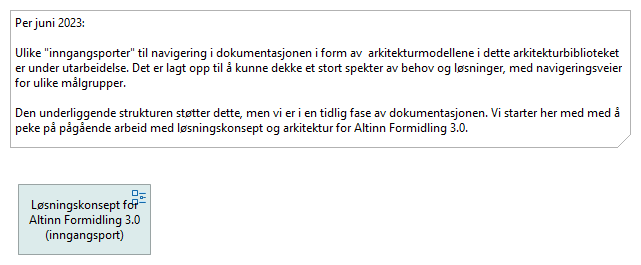 Per juni 2023:
Ulike "inngangsporter" til navigering i dokumentasjonen i form av  arkitekturmodellene i dette arkitekturbiblioteket
er under utarbeidelse. Det er lagt opp til å kunne dekke et stort spekter av behov og løsninger, med navigeringsveier
for ulike målgrupper.
Den underliggende strukturen støtter dette, men vi er i en tidlig fase av dokumentasjonen. Vi starter her med med å
peke på pågående arbeid med løsningskonsept og arkitektur for Altinn Formidling 3.0.
Løsningskonsept for
Altinn Formidling 3.0
(inngangsport)